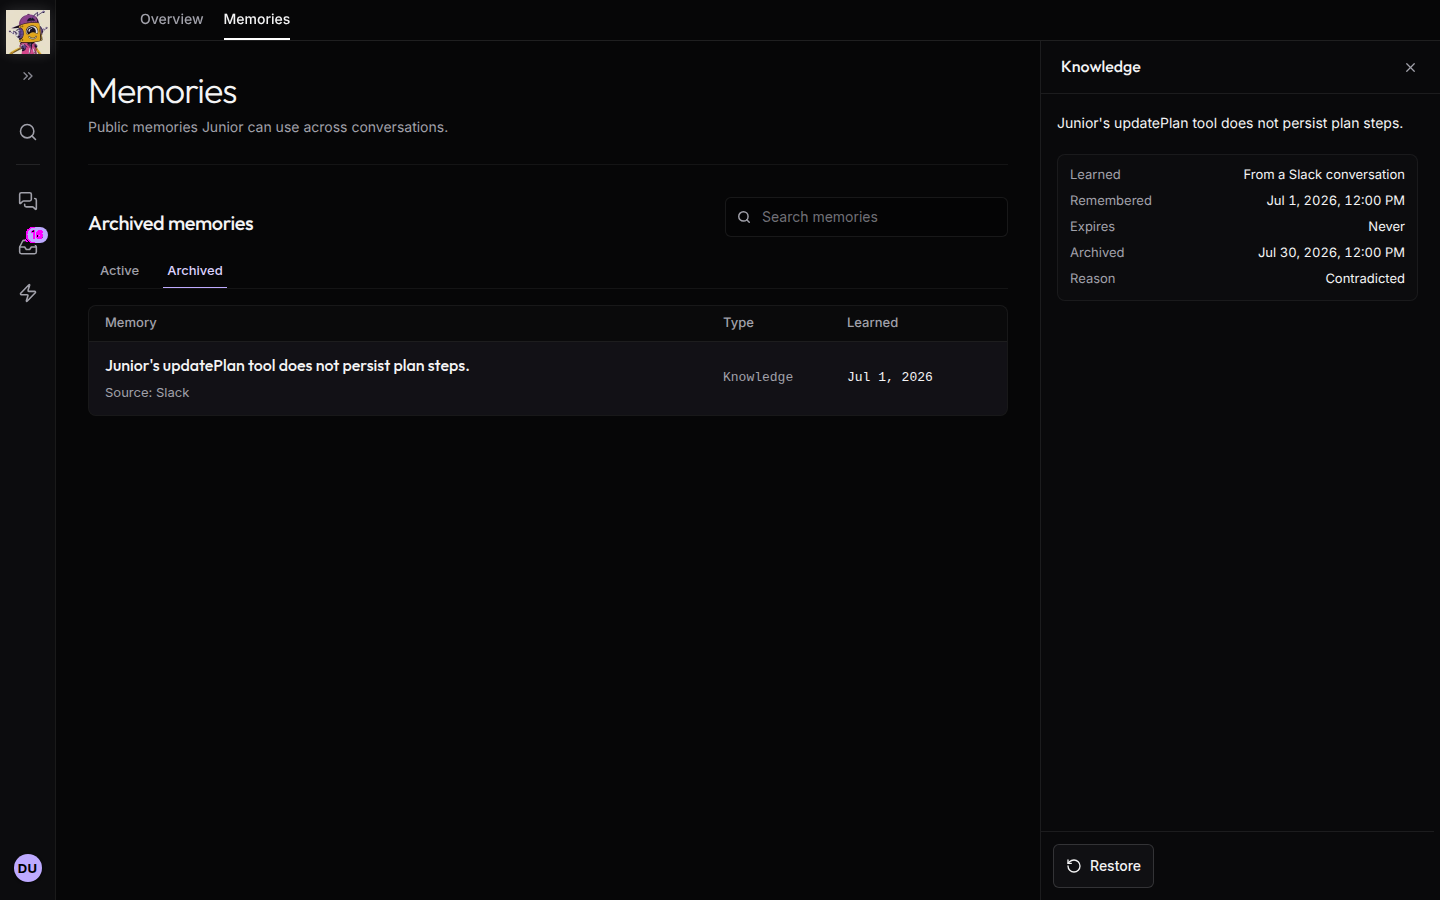 Overview
Memories
Memories
Public memories Junior can use across conversations.
Archived memories
Search memories
Active
Archived
Memory
Type
Learned
Junior's updatePlan tool does not persist plan steps.
Source: Slack
Knowledge
Jul 1, 2026
DU
Knowledge
Junior's updatePlan tool does not persist plan steps.
Learned
From a Slack conversation
Remembered
Jul 1, 2026, 12:00 PM
Expires
Never
Archived
Jul 30, 2026, 12:00 PM
Reason
Contradicted
Restore